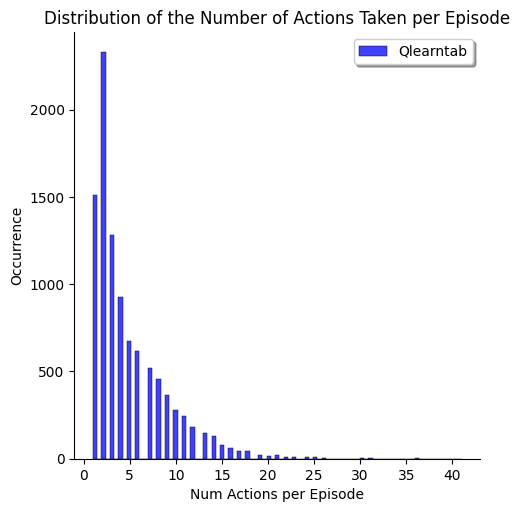 Distribution of the Number of Actions Taken per Episode
Qlearntab
2000
1500
1000
500
0
Occurrence
0 5 10 15 20 25 30 35 40
Num Actions per Episode